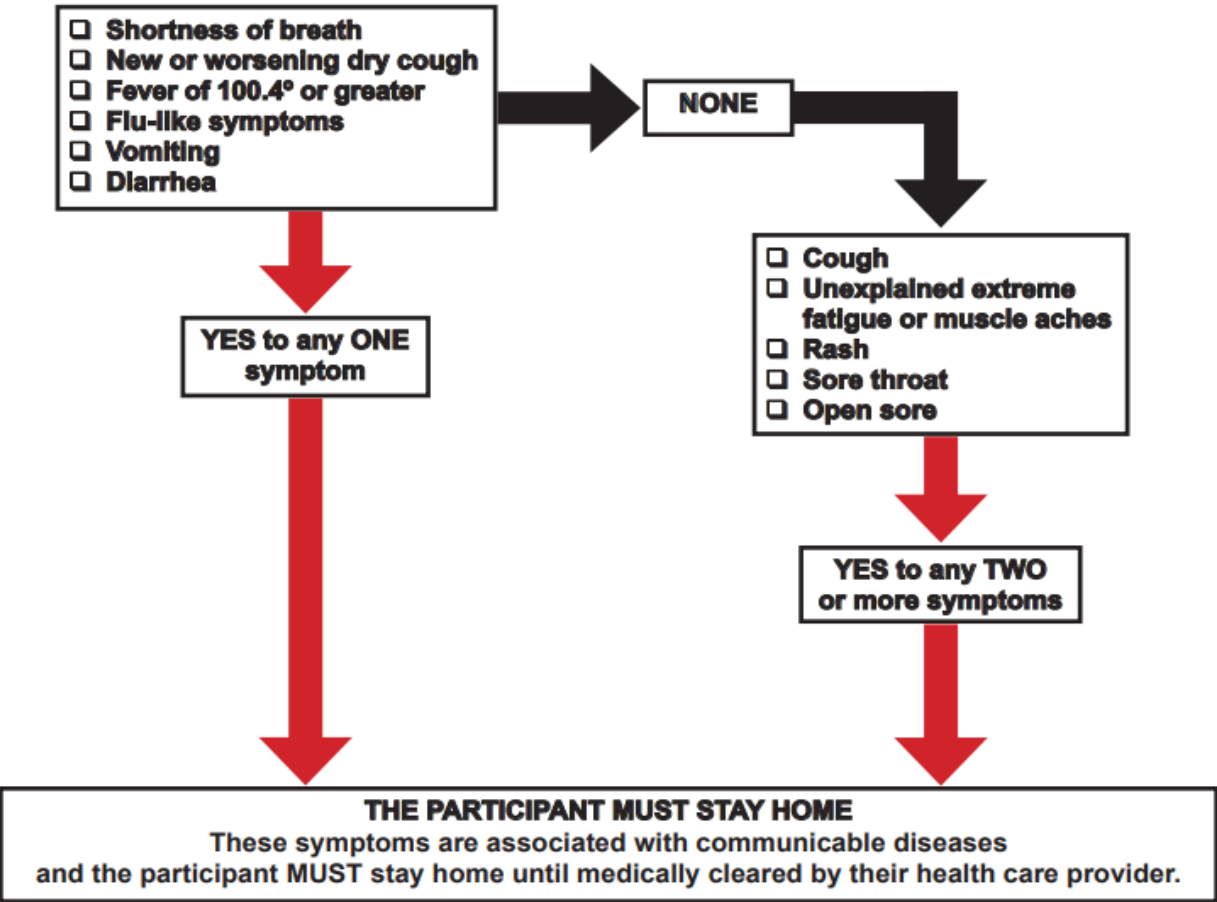 ❑ Shortness of breath
❑ New or worsening dry cough
❑ Fever of 100.4º or greater
❑ Flu-like symptoms
❑ Vomiting
❑ Diarrhea
NONE
❑ Cough
❑ Unexplained extreme
fatigue or muscle aches
❑ Rash
❑ Sore throat
❑ Open sore
YES to any ONE
symptom
YES to any TWO
or more symptoms
THE PARTICIPANT MUST STAY HOME
These symptoms are associated with communicable diseases
and the participant MUST stay home until medically cleared by their health care provider.